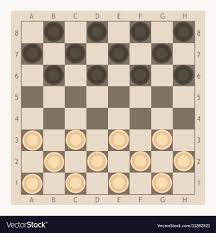 A B C D E F G H
8 8
7 7
6 6
5 5
4 4
3 3
2 2
1 1
A B C D E F G H
VectorStock